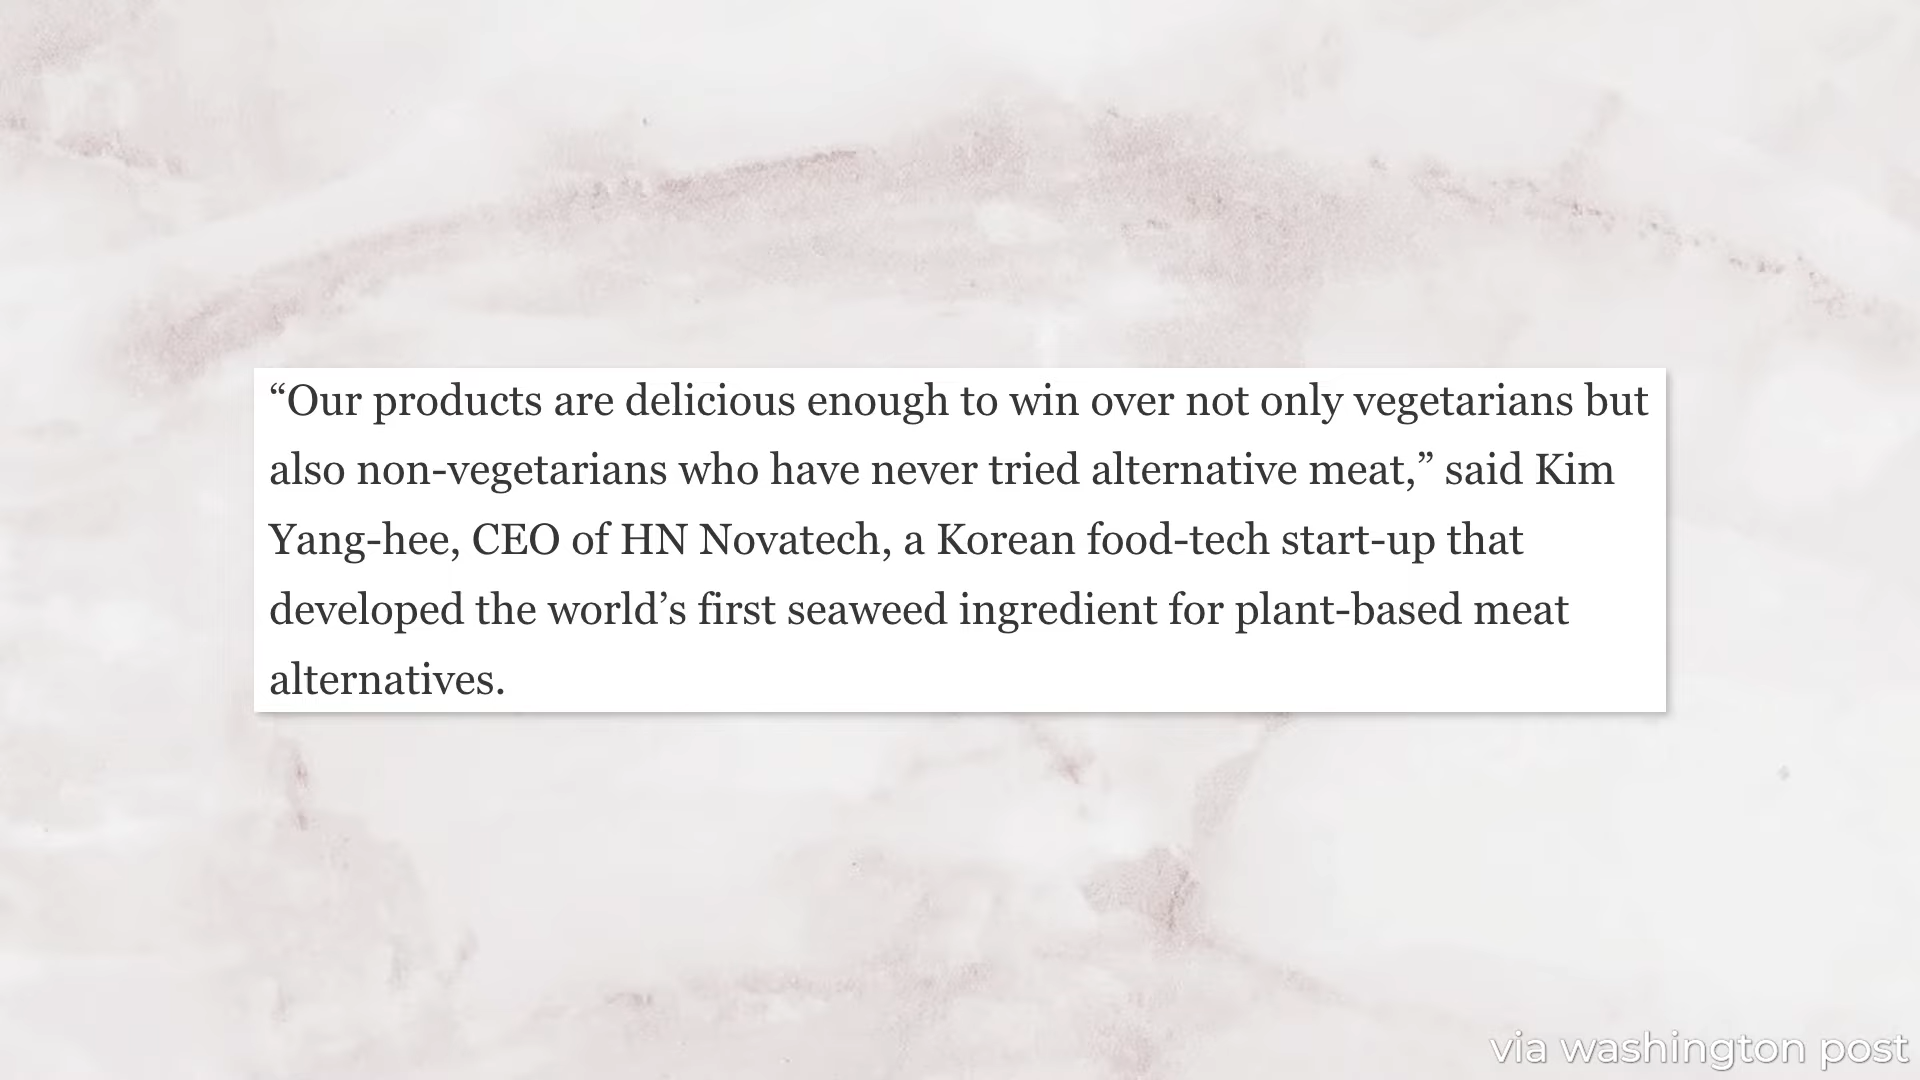 “Our products are delicious enough to win over not only vegetarians but
also non-vegetarians who have never tried alternative meat,” said Kim
Yang-hee, CEO of HN Novatech, a Korean food-tech start-up that
developed the world’s first seaweed ingredient for plant-based meat
alternatives.
via washington post